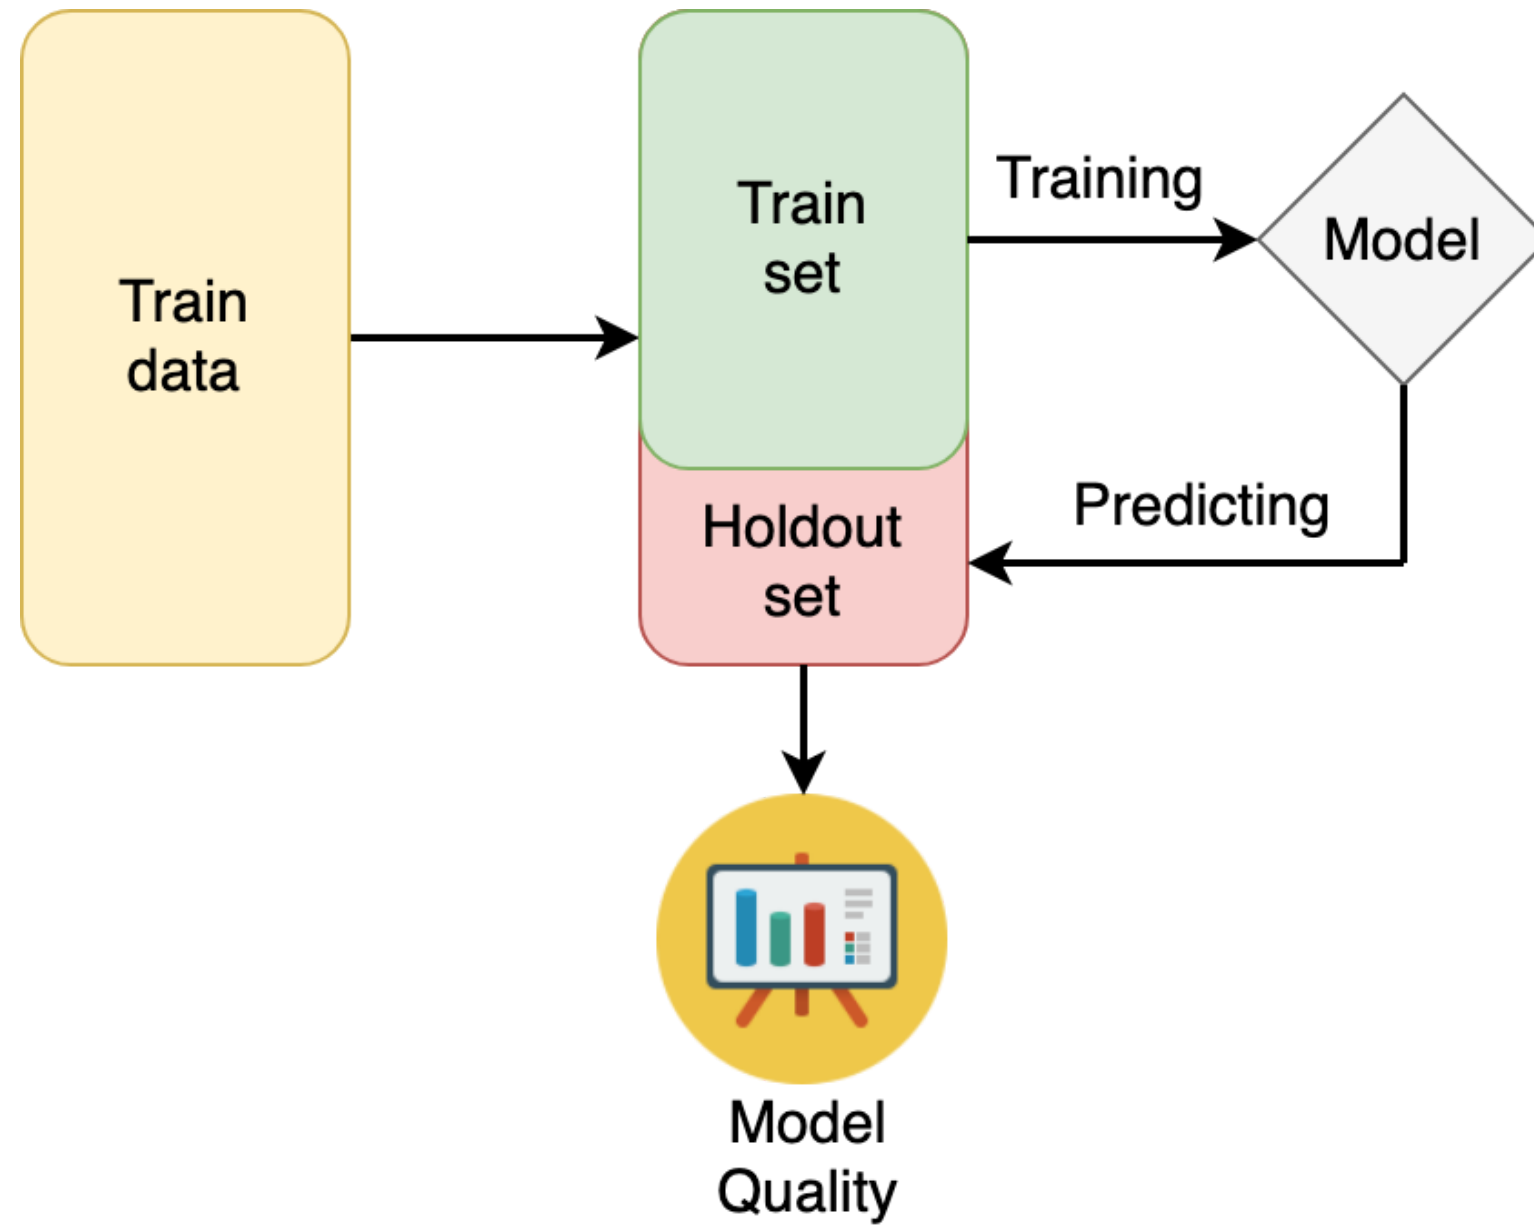 Train
data
Train
set
Training
Model
Holdout
set
Predicting
Model
Quality